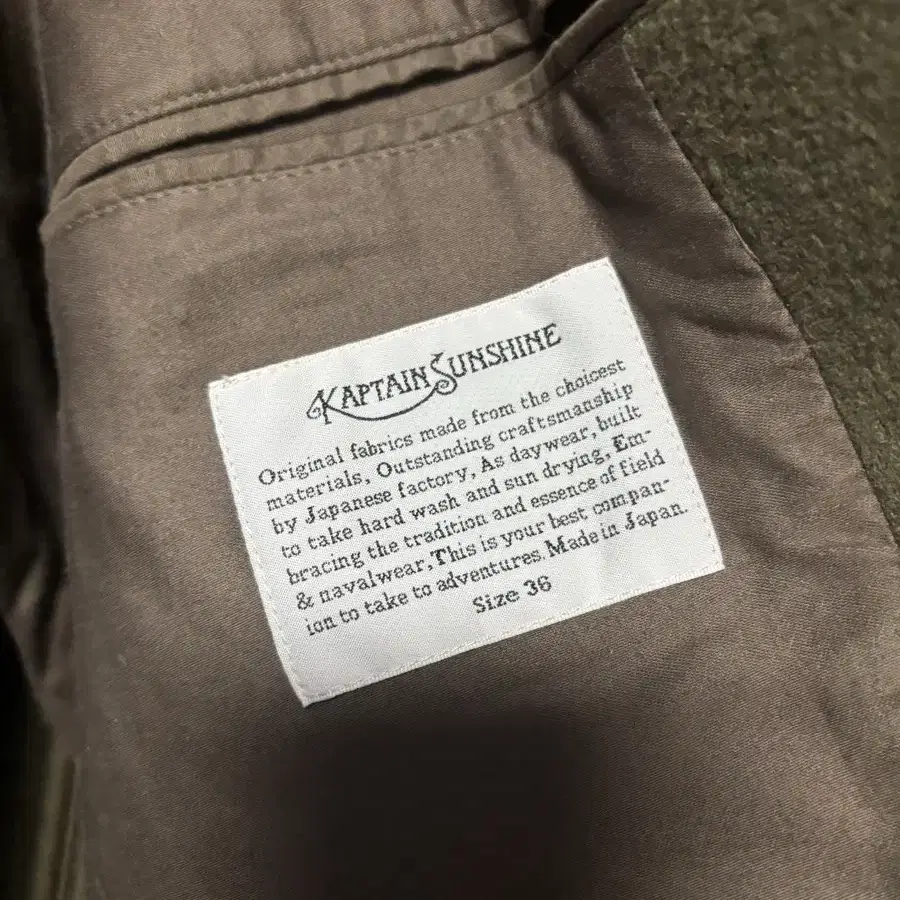 KAPTAIN SUNSHINE
Original fabrics made from the choicest
materials, Outstanding craftsmanship
by Japanese factory, As daywear, built
to take hard wash and sun drying, Em-
bracing the tradition and essence of field
& navalwear, This is your best compan-
ion to take to adventures. Made in Japan.
Size 36